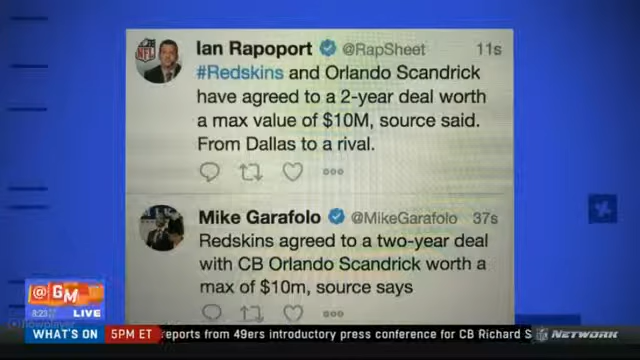 Ian Rapoport @RapSheet 11s
#Redskins and Orlando Scandrick
have agreed to a 2-year deal worth
a max value of $10M, source said.
From Dallas to a rival.
Mike Garafolo @MikeGarafolo 37s
Redskins agreed to a two-year deal
with CB Orlando Scandrick worth a
max of $10m, source says
@GM
8:23
LIVE
WHAT'S ON 5PM ET reports from 49ers introductory press conference for CB Richard S NFL NETWORK